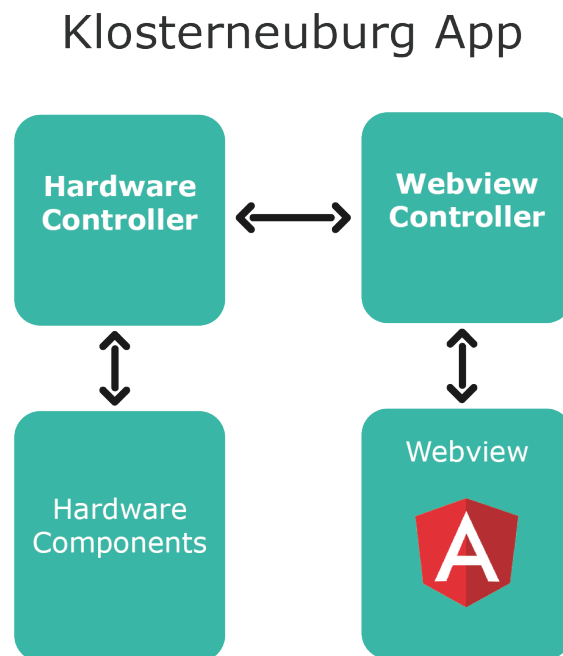 Klosterneuburg App
Hardware
Controller
Webview
Controller
Hardware
Components
Webview
A